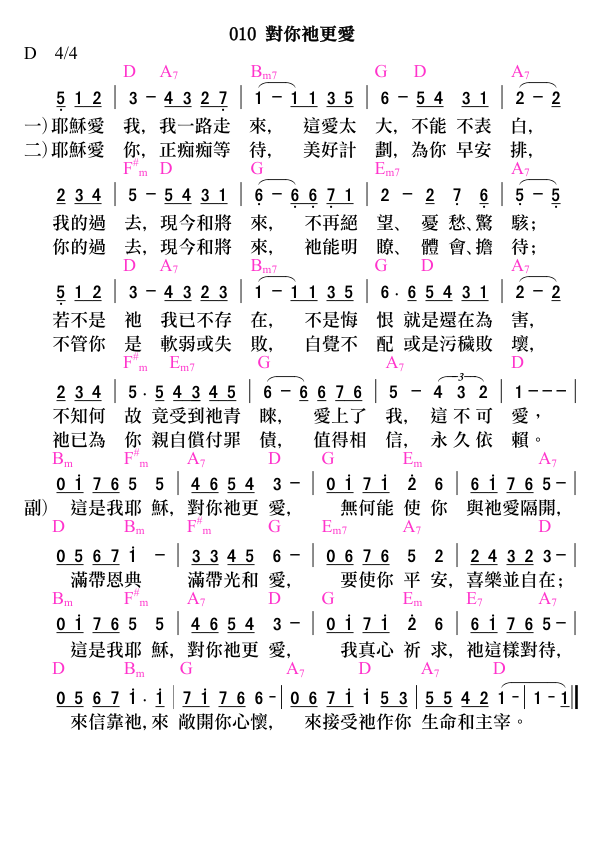 010 對你祂更愛
D 4/4
D A7 Bm7 G D A7
5 1 2 | 3 - 4 3 2 7 | 1 - 1 1 3 5 | 6 - 5 4 3 1 | 2 - 2
一)耶穌愛 我, 我一路走 來, 這愛太 大, 不能 不表 白,
二)耶穌愛 你, 正痴痴等 待, 美好計 劃, 為你 早安 排,
F#m D G Em7 A7
2 3 4 | 5 - 5 4 3 1 | 6 - 6 6 7 1 | 2 - 2 7 6 | 5 - 5
我的過 去, 現今和將 來, 不再絕 望、 憂 愁、驚 駭;
你的過 去, 現今和將 來, 祂能明 瞭、 體 會、擔 待;
D A7 Bm7 G D A7
5 1 2 | 3 - 4 3 2 3 | 1 - 1 1 3 5 | 6 . 6 5 4 3 1 | 2 - 2
若不是 祂 我已不存 在, 不是悔 恨 就是還在為 害,
不管你 是 軟弱或失 敗, 自覺不 配 或是污穢敗 壞,
F#m Em7 G A7 D
2 3 4 | 5 . 5 4 3 4 5 | 6 - 6 6 7 6 | 5 - 4 3 2 | 1 - - - |
不知何 故 竟受到祂青 睞, 愛上了 我, 這 不 可 愛,
祂已為 你 親自償付罪 債, 值得相 信, 永 久 依 賴。
Bm F#m A7 D G Em A7
0 1 7 6 5 5 | 4 6 5 4 3 - | 0 1 7 1 2 6 | 6 1 7 6 5 - |
副) 這是我耶 穌, 對你祂更 愛, 無何能 使 你 與祂愛隔開,
D Bm F#m G Em7 A7 D
0 5 6 7 1 - | 3 3 4 5 6 - | 0 6 7 6 5 2 | 2 4 3 2 3 - |
滿帶恩典 滿帶光和 愛, 要使你 平 安, 喜樂並自在;
Bm F#m A7 D G Em E7 A7
0 1 7 6 5 5 | 4 6 5 4 3 - | 0 1 7 1 2 6 | 6 1 7 6 5 - |
這是我耶 穌, 對你祂更 愛, 我真心 祈 求, 祂這樣對待,
D Bm G A7 D A7 D
0 5 6 7 1 . 1 | 7 1 7 6 6 - | 0 6 7 1 1 5 3 | 5 5 4 2 1 - | 1 - 1 ||
來信靠祂, 來 敞開你心懷, 來接受祂作你 生命和主宰。